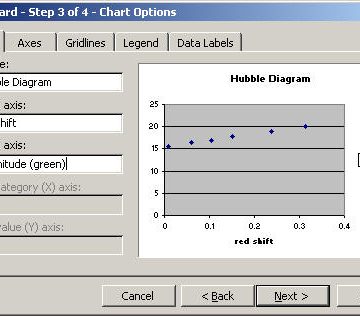 ard - Step 3 of 4 - Chart Options
Axes Gridlines Legend Data Labels
e:
le Diagram
axis:
hift
axis:
nitude (green)
ategory (X) axis:
value (Y) axis:
Hubble Diagram
25
20
15
10
5
0
0 0.1 0.2 0.3 0.4
red shift
Cancel < Back Next >